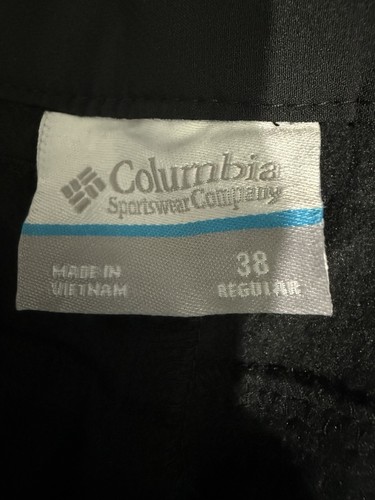 Columbia
Sportswear Company
MADE IN
VIETNAM
38
REGULAR